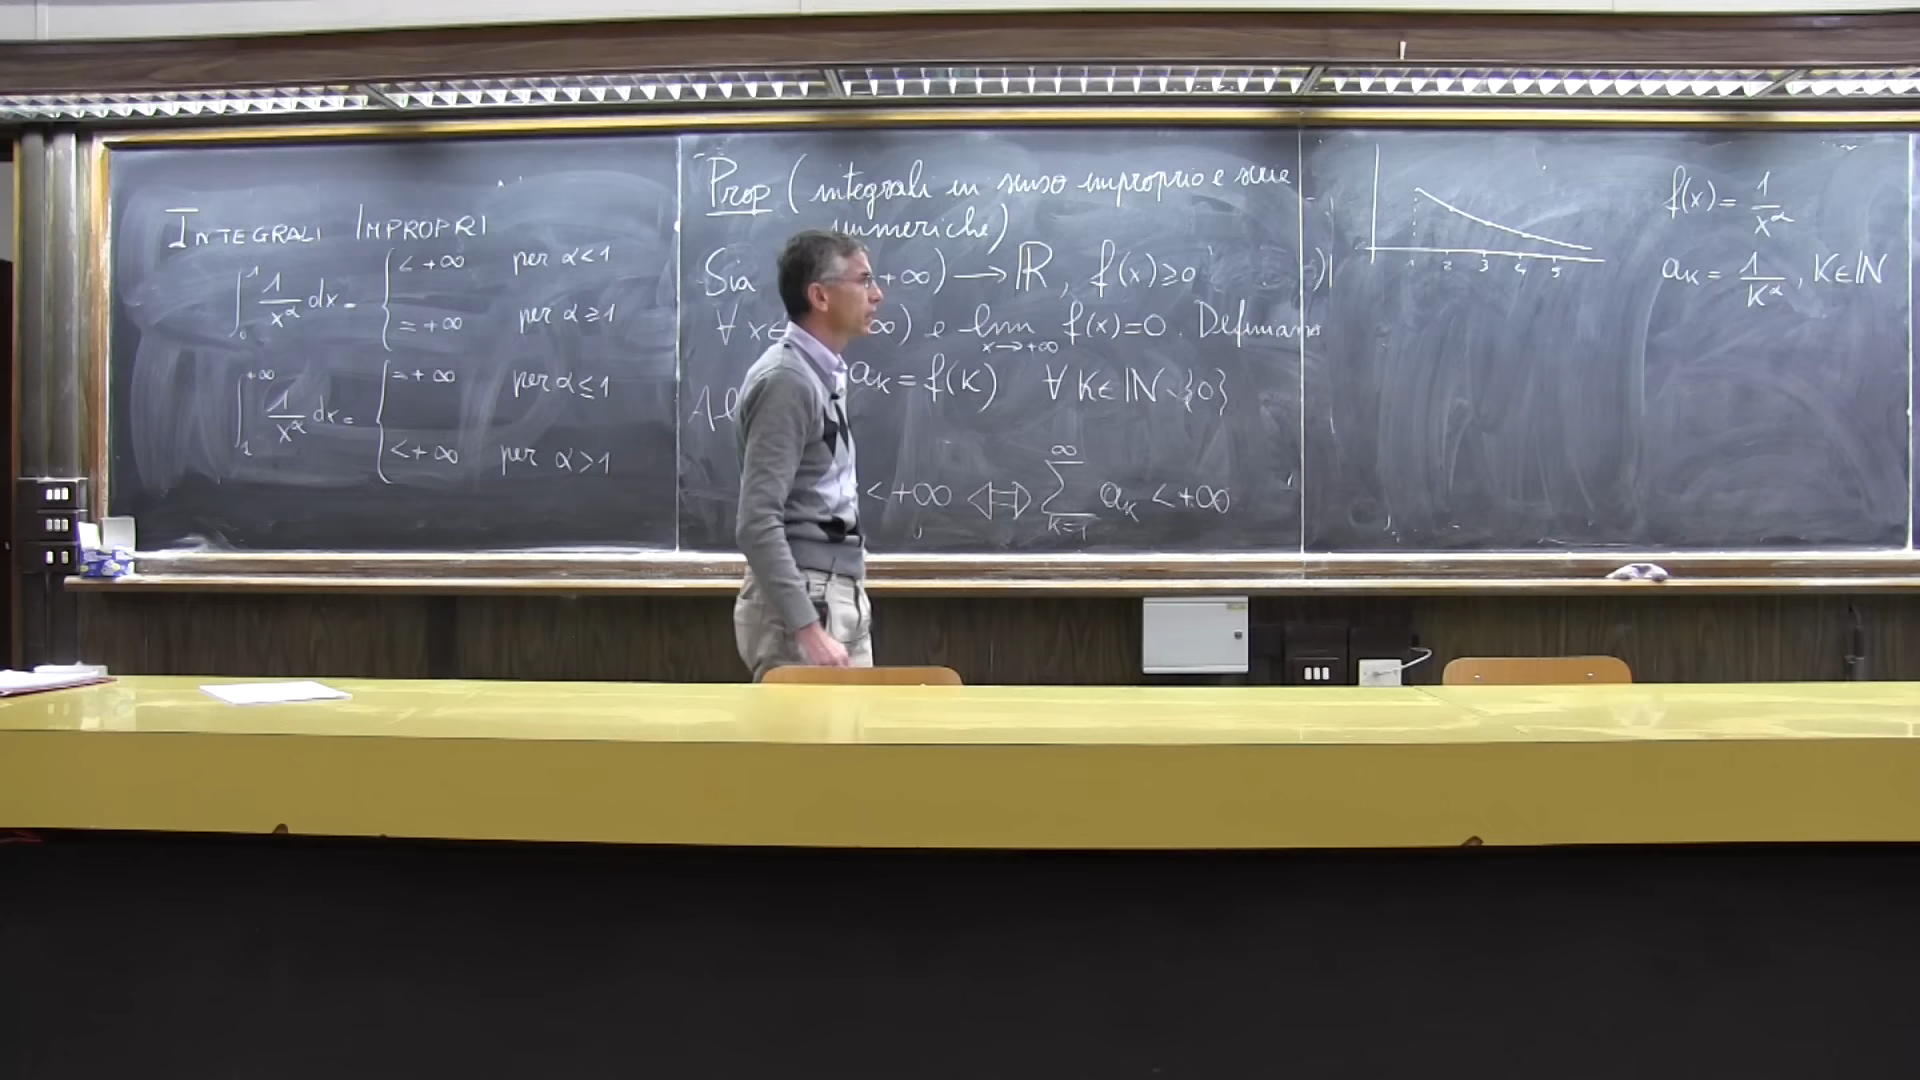 INTEGRALI IMPROPRI
∫₀¹ 1/x^α dx = { < +∞ per α < 1
= +∞ per α ≥ 1
∫₁^{+∞} 1/x^α dx = { = +∞ per α ≤ 1
< +∞ per α > 1
Prop (integrali in senso improprio e serie
numeriche)
Sia +∞) → ℝ, f(x) ≥ 0
∀ x ∈ ∞) e lim_{x→+∞} f(x) = 0. Definiamo
a_k = f(k) ∀ k ∈ ℕ \ {0}
< +∞ ⟺ ∑_{k=1}^{∞} a_k < +∞
1 2 3 4 5
f(x) = 1/x^α
a_k = 1/k^α, k ∈ ℕ